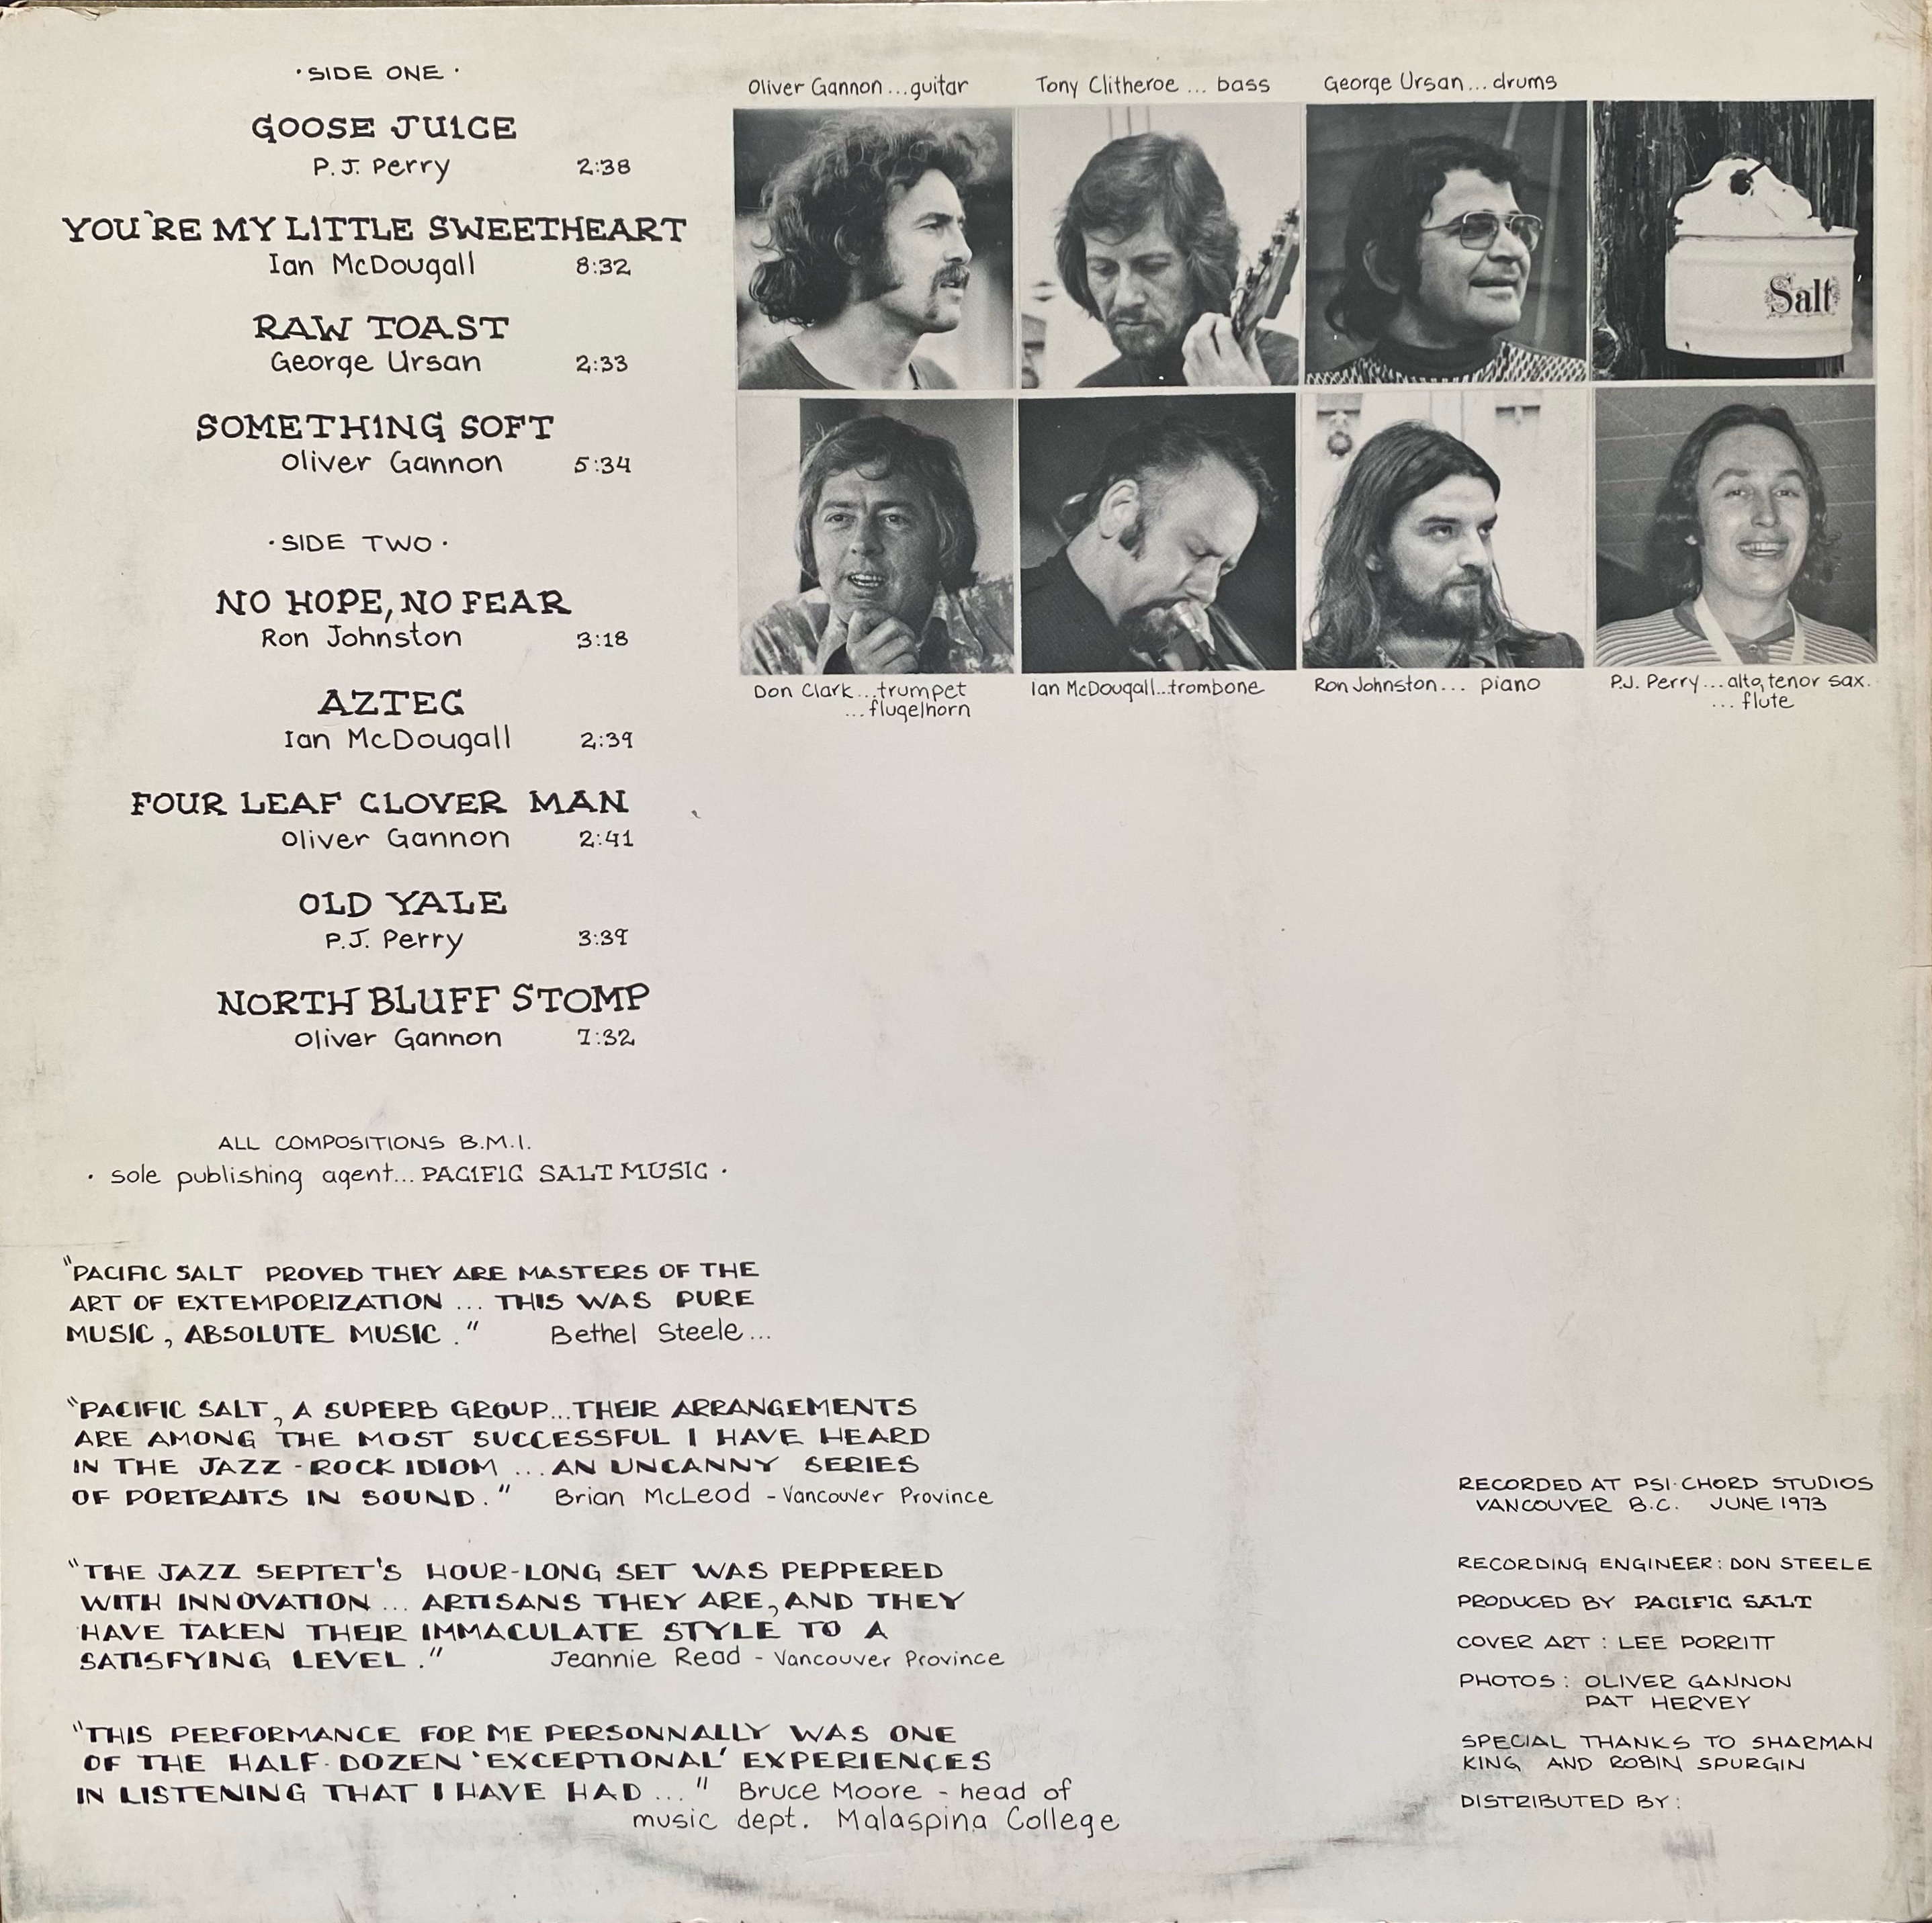 · SIDE ONE ·
GOOSE JUICE
P.J. Perry 2:38
YOU'RE MY LITTLE SWEETHEART
Ian McDougall 8:32
RAW TOAST
George Ursan 2:33
SOMETHING SOFT
Oliver Gannon 5:34
· SIDE TWO ·
NO HOPE, NO FEAR
Ron Johnston 3:18
AZTEC
Ian McDougall 2:39
FOUR LEAF CLOVER MAN
Oliver Gannon 2:41
OLD YALE
P.J. Perry 3:39
NORTH BLUFF STOMP
Oliver Gannon 7:32
ALL COMPOSITIONS B.M.I.
· sole publishing agent... PACIFIC SALT MUSIC ·
Oliver Gannon ... guitar
Tony Clitheroe ... bass
George Ursan ... drums
Salt
Don Clark ... trumpet
... flugelhorn
Ian McDougall...trombone
Ron Johnston ... piano
P.J. Perry ... alto, tenor sax.
... flute
"PACIFIC SALT PROVED THEY ARE MASTERS OF THE
ART OF EXTEMPORIZATION ... THIS WAS PURE
MUSIC, ABSOLUTE MUSIC." Bethel Steele ...
"PACIFIC SALT, A SUPERB GROUP...THEIR ARRANGEMENTS
ARE AMONG THE MOST SUCCESSFUL I HAVE HEARD
IN THE JAZZ-ROCK IDIOM ... AN UNCANNY SERIES
OF PORTRAITS IN SOUND." Brian McLeod - Vancouver Province
"THE JAZZ SEPTET'S HOUR-LONG SET WAS PEPPERED
WITH INNOVATION ... ARTISANS THEY ARE, AND THEY
HAVE TAKEN THEIR IMMACULATE STYLE TO A
SATISFYING LEVEL." Jeannie Read - Vancouver Province
"THIS PERFORMANCE FOR ME PERSONNALLY WAS ONE
OF THE HALF-DOZEN 'EXCEPTIONAL' EXPERIENCES
IN LISTENING THAT I HAVE HAD ..." Bruce Moore - head of
music dept. Malaspina College
RECORDED AT PSI-CHORD STUDIOS
VANCOUVER B.C. JUNE 1973
RECORDING ENGINEER: DON STEELE
PRODUCED BY PACIFIC SALT
COVER ART : LEE PORRITT
PHOTOS : OLIVER GANNON
PAT HERVEY
SPECIAL THANKS TO SHARMAN
KING AND ROBIN SPURGIN
DISTRIBUTED BY: